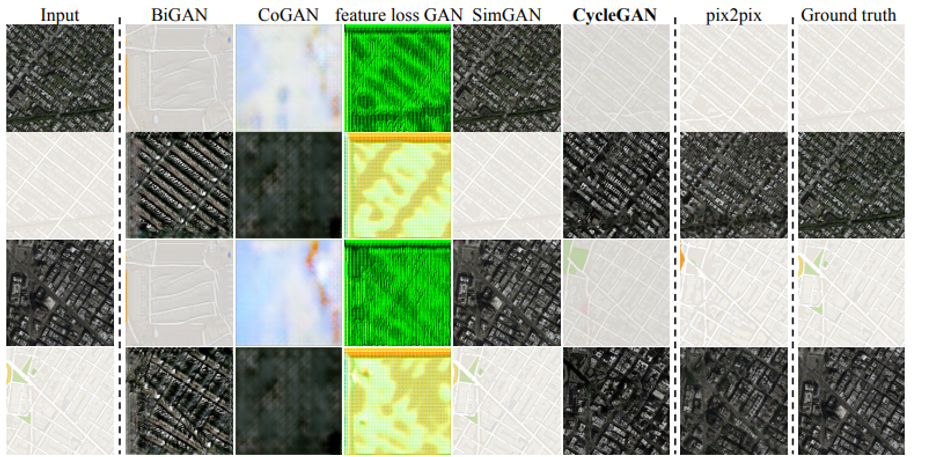 Input BiGAN CoGAN feature loss GAN SimGAN CycleGAN pix2pix Ground truth